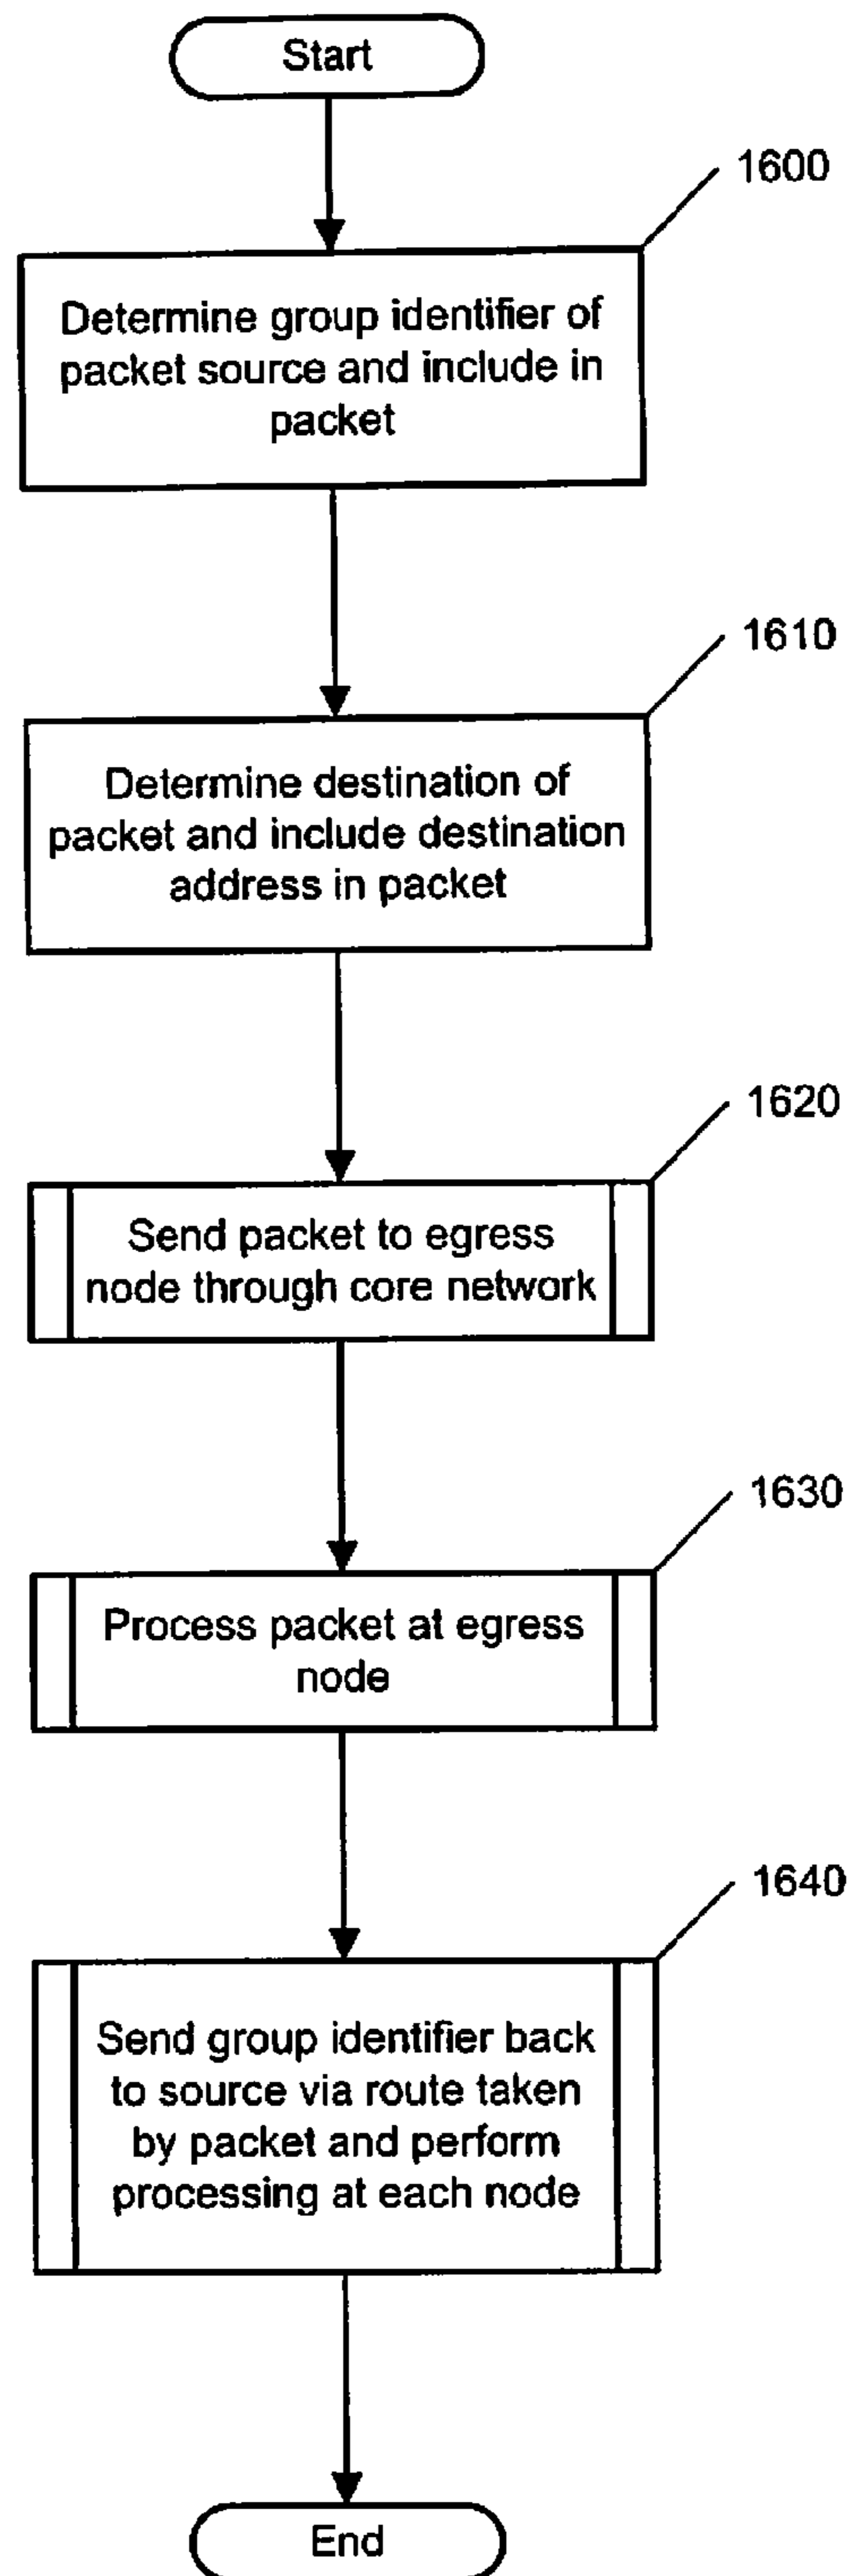 Start
1600
Determine group identifier of
packet source and include in
packet
1610
Determine destination of
packet and include destination
address in packet
1620
Send packet to egress
node through core network
1630
Process packet at egress
node
1640
Send group identifier back
to source via route taken
by packet and perform
processing at each node
End